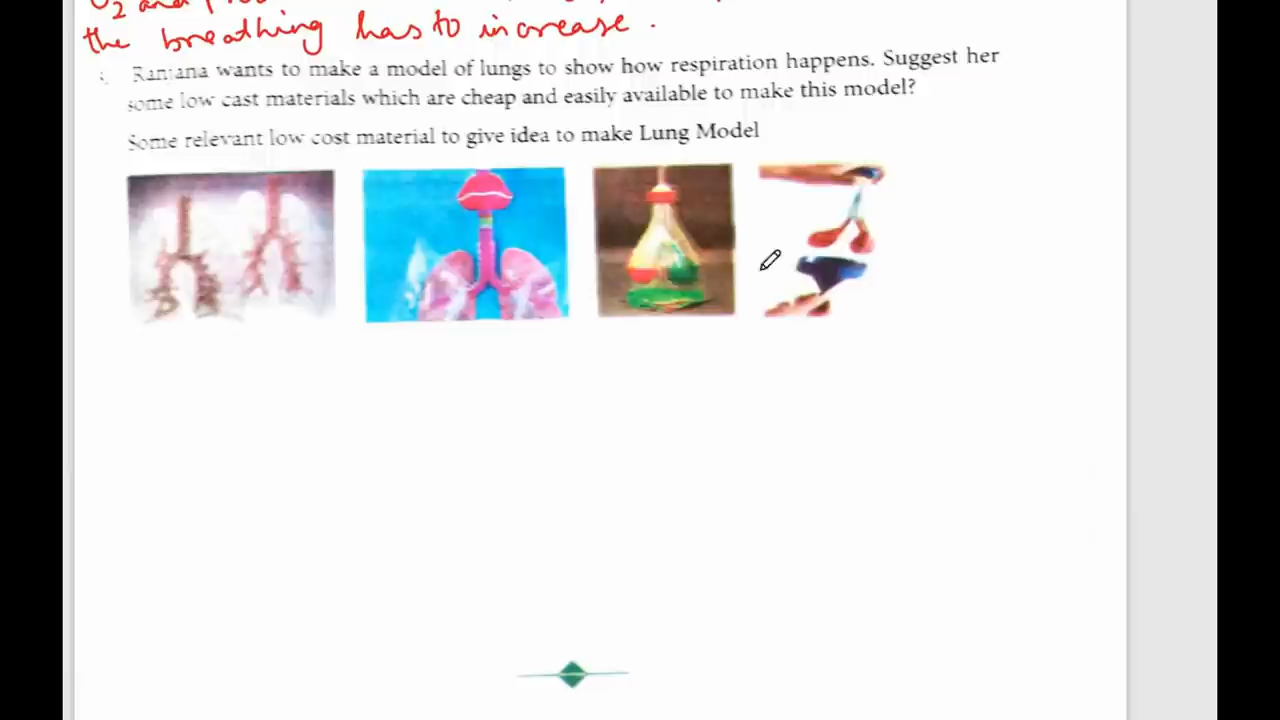 the breathing has to increase.
Ramana wants to make a model of lungs to show how respiration happens. Suggest her
some low cast materials which are cheap and easily available to make this model?
Some relevant low cost material to give idea to make Lung Model